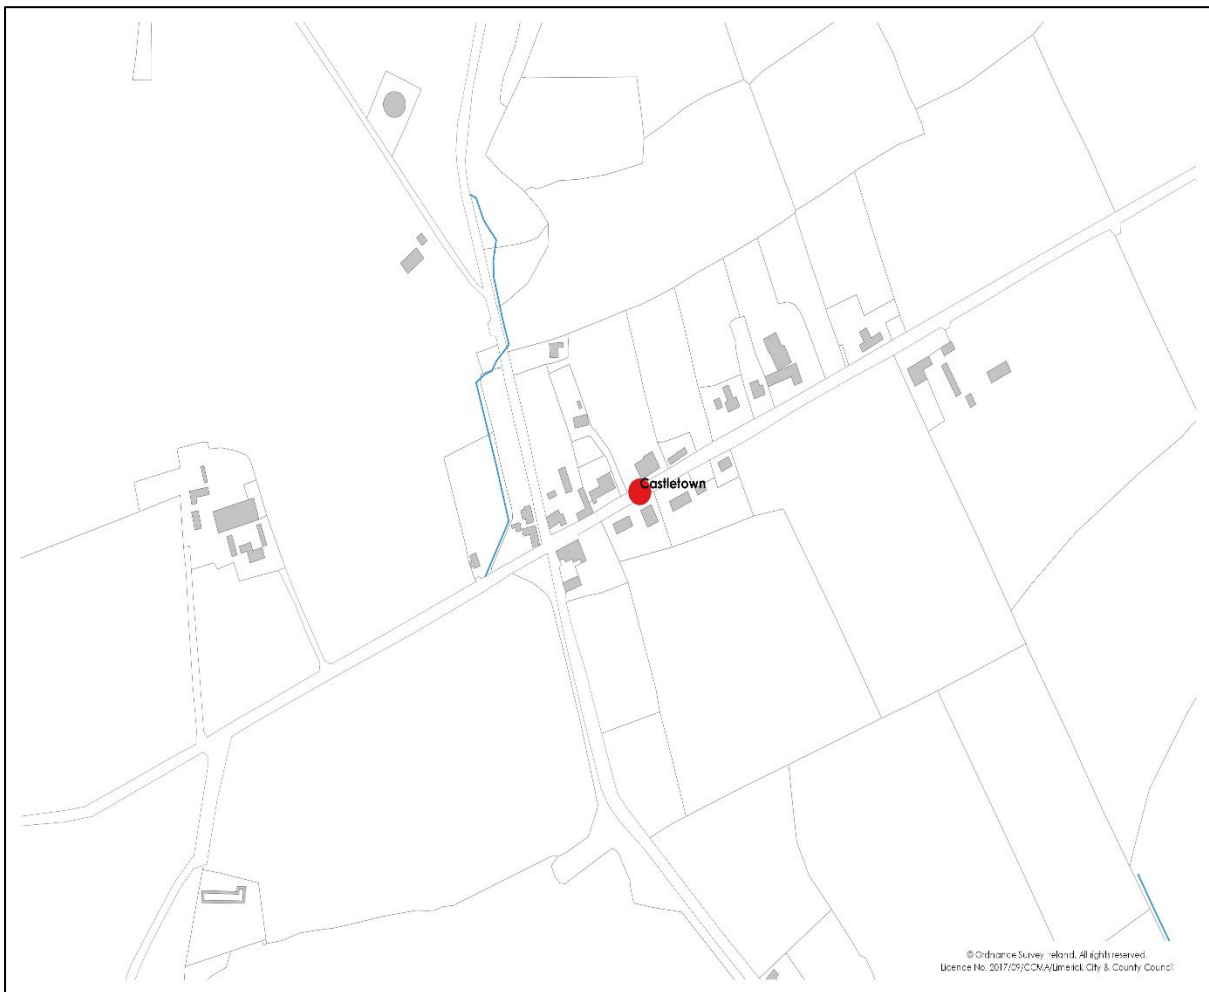 Castletown
© Ordnance Survey Ireland. All rights reserved.
Licence No. 2017/09/CCMA/Limerick City & County Council